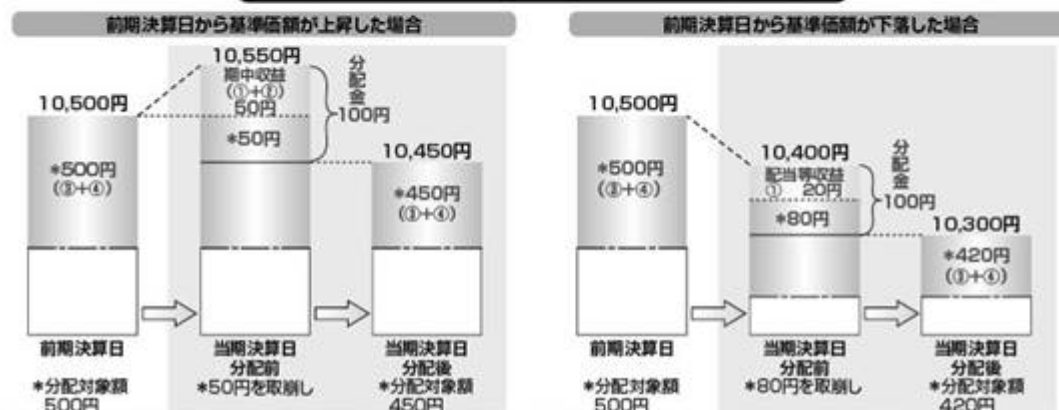 前期決算日から基準価額が上昇した場合
10,550円
期中収益
(①+②)
50円
*50円
分配金
100円
10,500円
*500円
(③+④)
10,450円
*450円
(③+④)
前期決算日
当期決算日
分配前
当期決算日
分配後
*分配対象額
500円
*50円を取崩し
*分配対象額
450円
前期決算日から基準価額が下落した場合
10,500円
*500円
(③+④)
10,400円
配当等収益
① 20円
*80円
分配金
100円
10,300円
*420円
(③+④)
前期決算日
当期決算日
分配前
当期決算日
分配後
*分配対象額
500円
*80円を取崩し
*分配対象額
420円